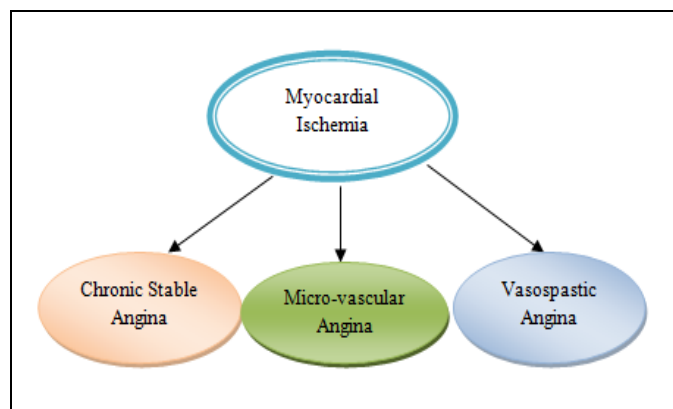 Myocardial
Ischemia
Chronic Stable
Angina
Micro-vascular
Angina
Vasospastic
Angina